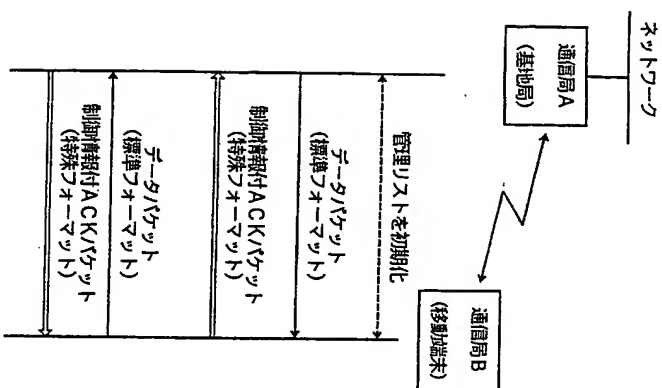 ネットワーク
通信局A
(基地局)
通信局B
(移動端末)
管理リストを初期化
データパケット
(標準フォーマット)
制御情報付ACKパケット
(特殊フォーマット)
データパケット
(標準フォーマット)
制御情報付ACKパケット
(特殊フォーマット)